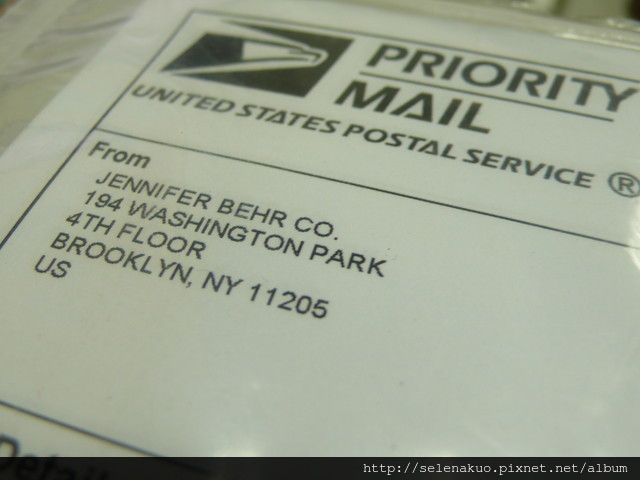 PRIORITY
MAIL
UNITED STATES POSTAL SERVICE ®
From
JENNIFER BEHR CO.
194 WASHINGTON PARK
4TH FLOOR
BROOKLYN, NY 11205
US
http://selenakuo.pixnet.net/album